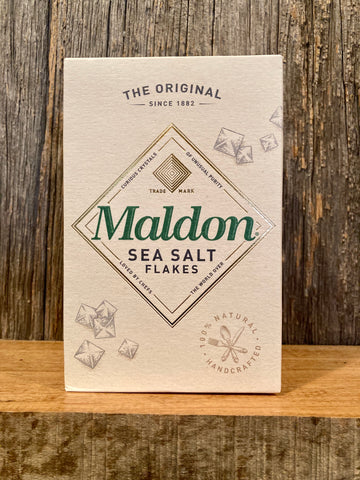 THE ORIGINAL
SINCE 1882
CURIOUS CRYSTALS
OF UNUSUAL PURITY
TRADE MARK
Maldon®
SEA SALT
FLAKES
LOVED BY CHEFS
THE WORLD OVER
100% NATURAL
HANDCRAFTED